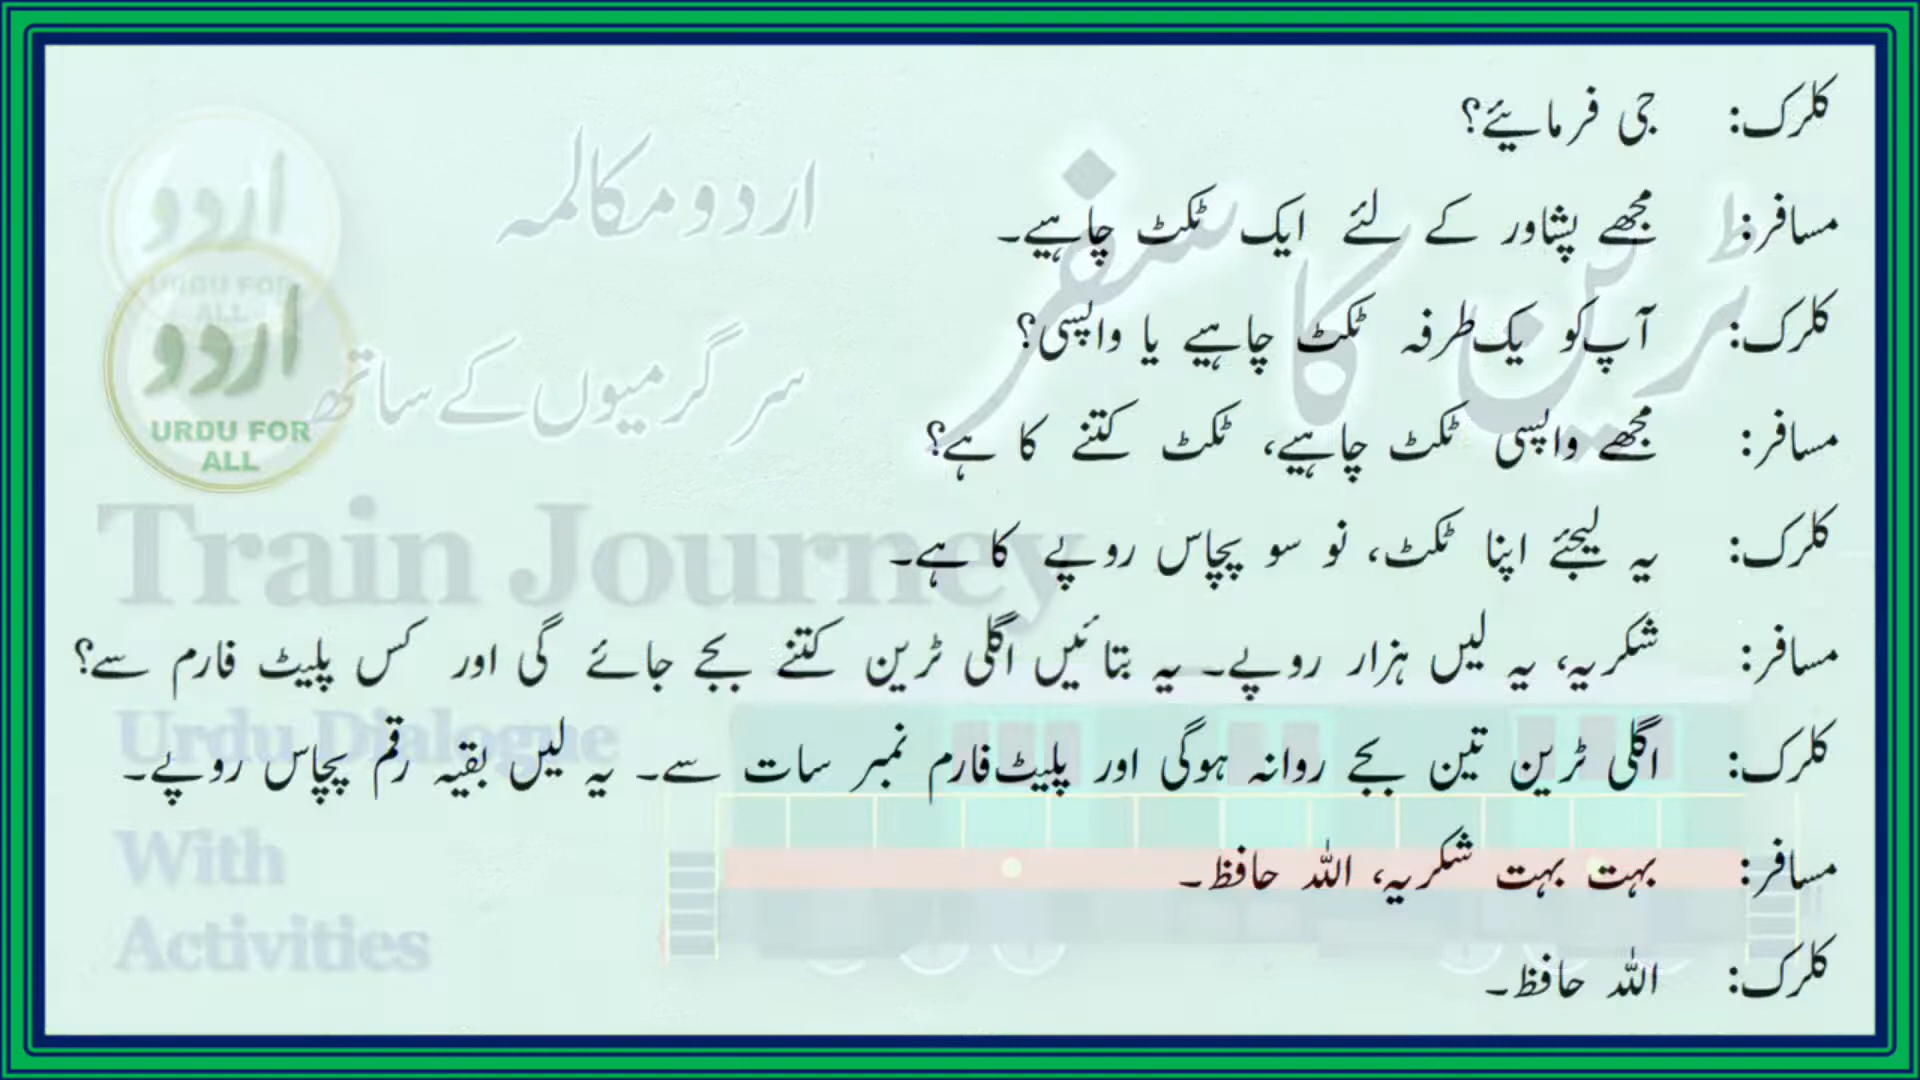 کلرک: جی فرمایئے؟
مسافر: مجھے پشاور کے لئے ایک ٹکٹ چاہیے۔
کلرک: آپ کو یک طرفہ ٹکٹ چاہیے یا واپسی؟
مسافر: مجھے واپسی ٹکٹ چاہیے، ٹکٹ کتنے کا ہے؟
کلرک: یہ لیجئے اپنا ٹکٹ، نو سو پچاس روپے کا ہے۔
مسافر: شکریہ، یہ لیں ہزار روپے۔ یہ بتائیں اگلی ٹرین کتنے بجے جائے گی اور کس پلیٹ فارم سے؟
کلرک: اگلی ٹرین تین بجے روانہ ہوگی اور پلیٹ فارم نمبر سات سے۔ یہ لیں بقیہ رقم پچاس روپے۔
مسافر: بہت بہت شکریہ، اللہ حافظ۔
کلرک: اللہ حافظ۔
ٹرین کا سفر
اردو مکالمہ
سرگرمیوں کے ساتھ
اردو
URDU FOR
ALL
اردو
URDU FOR
ALL
Train Journey
Urdu Dialogue
With
Activities